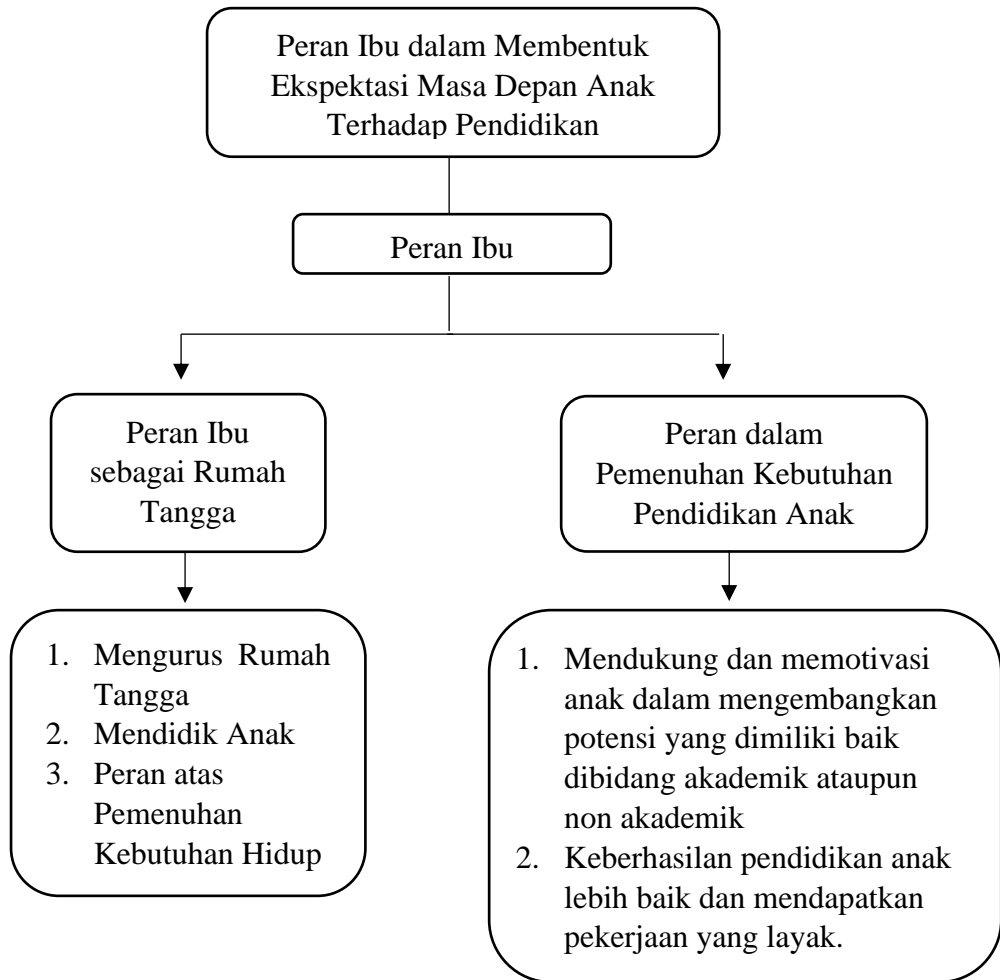 Peran Ibu dalam Membentuk
Ekspektasi Masa Depan Anak
Terhadap Pendidikan
Peran Ibu
Peran Ibu
sebagai Rumah
Tangga
Peran dalam
Pemenuhan Kebutuhan
Pendidikan Anak
1. Mengurus Rumah
Tangga
2. Mendidik Anak
3. Peran atas
Pemenuhan
Kebutuhan Hidup
1. Mendukung dan memotivasi
anak dalam mengembangkan
potensi yang dimiliki baik
dibidang akademik ataupun
non akademik
2. Keberhasilan pendidikan anak
lebih baik dan mendapatkan
pekerjaan yang layak.